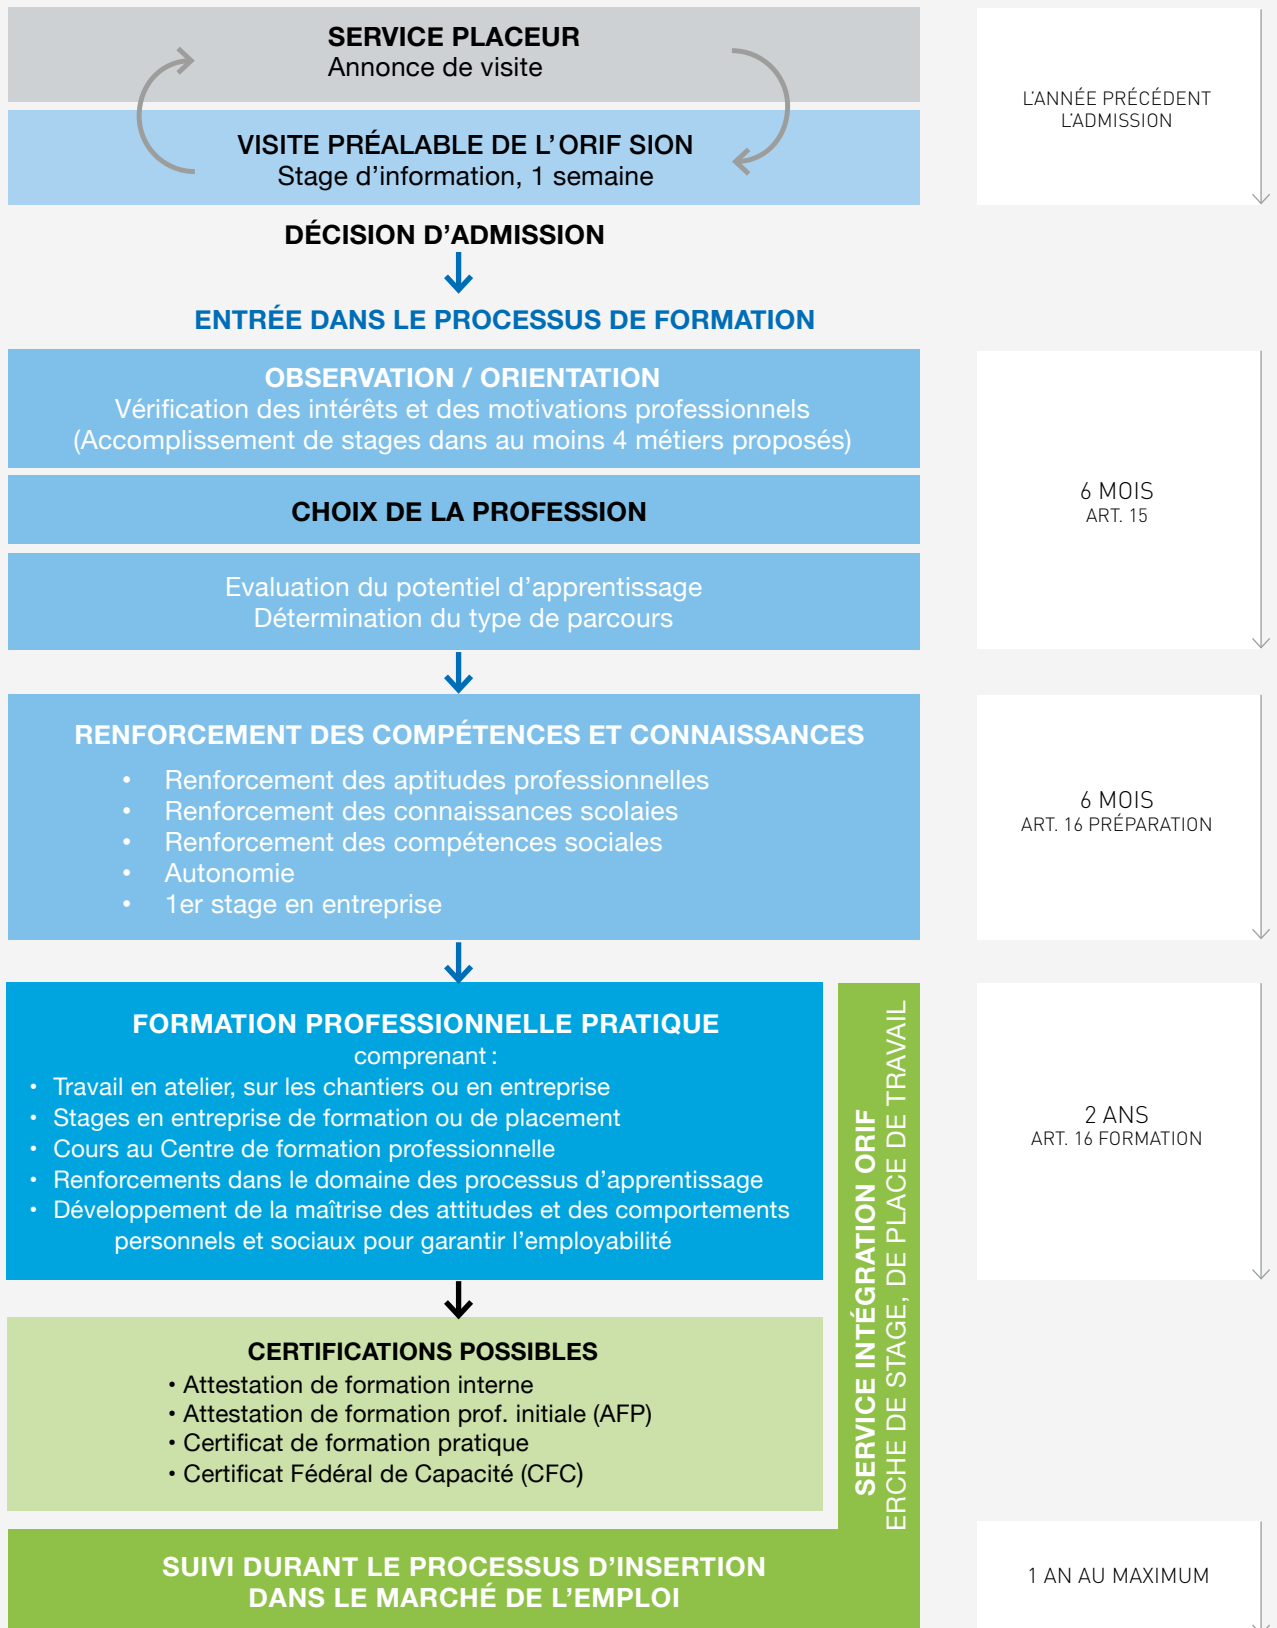 SERVICE PLACEUR
Annonce de visite
L'ANNÉE PRÉCÉDENT
L'ADMISSION
VISITE PRÉALABLE DE L'ORIF SION
Stage d'information, 1 semaine
DÉCISION D'ADMISSION
ENTRÉE DANS LE PROCESSUS DE FORMATION
OBSERVATION / ORIENTATION
Vérification des intérêts et des motivations professionnels
(Accomplissement de stages dans au moins 4 métiers proposés)
CHOIX DE LA PROFESSION
6 MOIS
ART. 15
Evaluation du potentiel d'apprentissage
Détermination du type de parcours
RENFORCEMENT DES COMPÉTENCES ET CONNAISSANCES
• Renforcement des aptitudes professionnelles
• Renforcement des connaissances scolaies
• Renforcement des compétences sociales
• Autonomie
• 1er stage en entreprise
6 MOIS
ART. 16 PRÉPARATION
FORMATION PROFESSIONNELLE PRATIQUE
comprenant :
• Travail en atelier, sur les chantiers ou en entreprise
• Stages en entreprise de formation ou de placement
• Cours au Centre de formation professionnelle
• Renforcements dans le domaine des processus d'apprentissage
• Développement de la maîtrise des attitudes et des comportements
personnels et sociaux pour garantir l'employabilité
SERVICE INTÉGRATION ORIF
ERCHE DE STAGE, DE PLACE DE TRAVAIL
2 ANS
ART. 16 FORMATION
CERTIFICATIONS POSSIBLES
• Attestation de formation interne
• Attestation de formation prof. initiale (AFP)
• Certificat de formation pratique
• Certificat Fédéral de Capacité (CFC)
SUIVI DURANT LE PROCESSUS D'INSERTION
DANS LE MARCHÉ DE L'EMPLOI
1 AN AU MAXIMUM